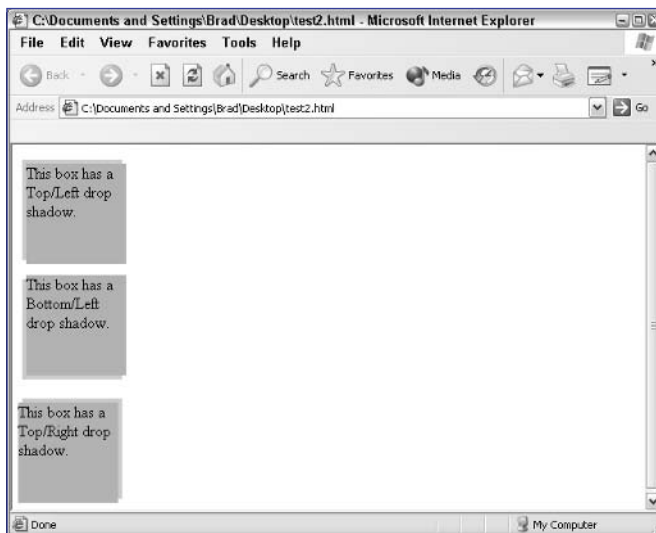 C:\Documents and Settings\Brad\Desktop\test2.html - Microsoft Internet Explorer
File Edit View Favorites Tools Help
Back Search Favorites Media
Address C:\Documents and Settings\Brad\Desktop\test2.html Go
This box has a
Top/Left drop
shadow.
This box has a
Bottom/Left
drop shadow.
This box has a
Top/Right drop
shadow.
Done My Computer